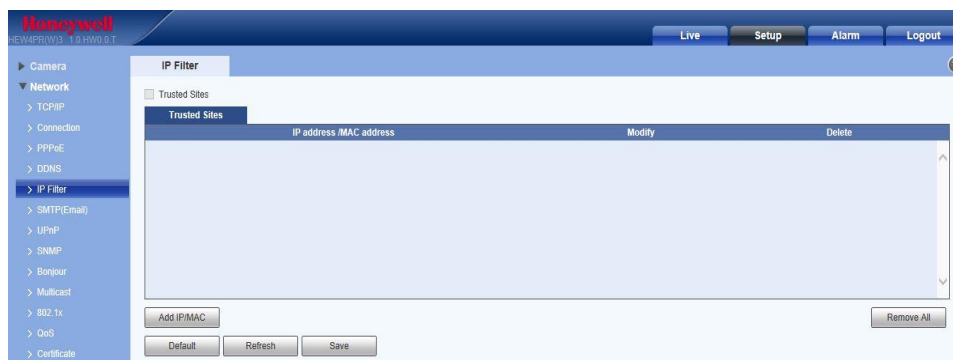 Honeywell
HEW4PR(W)3 1.0.HW0.0.T
Live Setup Alarm Logout
Camera
Network
TCP/IP
Connection
PPPoE
DDNS
IP Filter
SMTP(Email)
UPnP
SNMP
Bonjour
Multicast
802.1x
QoS
Certificate
IP Filter
Trusted Sites
Trusted Sites
IP address /MAC address Modify Delete
Add IP/MAC Remove All
Default Refresh Save